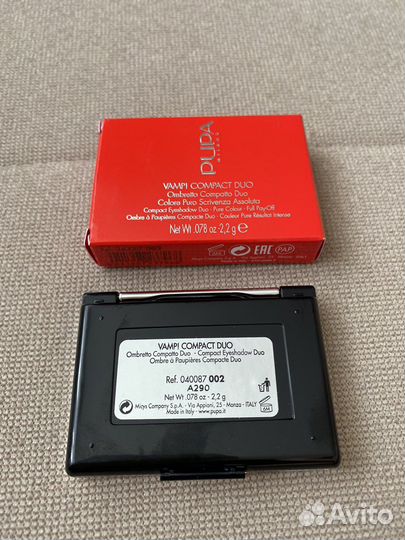 PUPA
MILANO
VAMP! COMPACT DUO
Ombretto Compatto Duo
Colore Puro Scrivenza Assoluta
Compact Eyeshadow Duo - Pure Colour - Full Pay-Off
Ombre à Paupières Compacte Duo - Couleur Pure Résultat Intense
Net Wt .078 oz - 2,2 g e
EAC PAP
VAMP! COMPACT DUO
Ombretto Compatto Duo - Compact Eyeshadow Duo
Ombre à Paupières Compacte Duo
Ref. 040087 002
A290
Net Wt .078 oz - 2,2 g
Micys Company S.p.A. - Via Appiani, 25 - Monza - ITALY
Made in Italy - www.pupa.it
6M
Avito